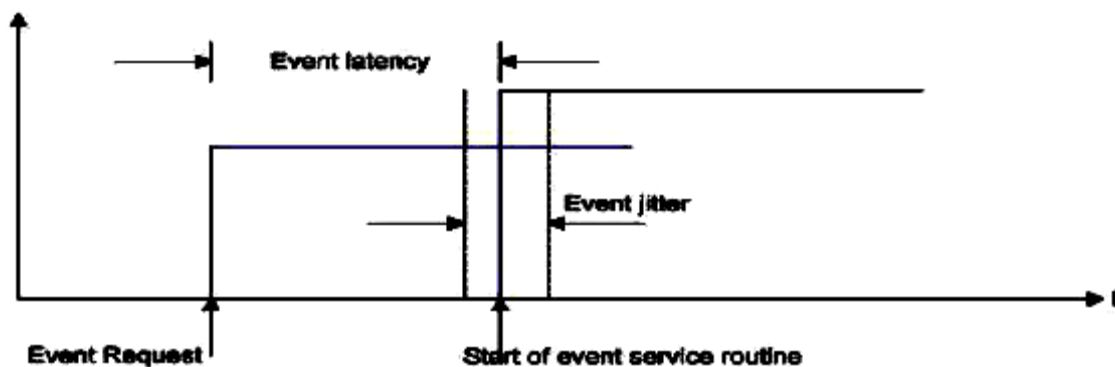 Event latency
Event jitter
Event Request
Start of event service routine